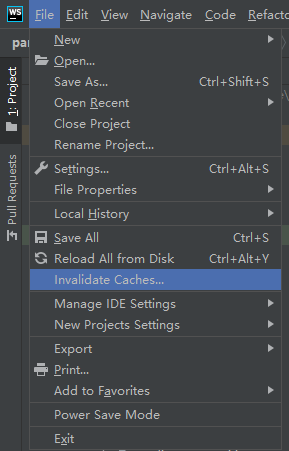 WS File Edit View Navigate Code Refacto
par
1: Project
Pull Requests
New
Open...
Save As... Ctrl+Shift+S
Open Recent
Close Project
Rename Project...
Settings... Ctrl+Alt+S
File Properties
Local History
Save All Ctrl+S
Reload All from Disk Ctrl+Alt+Y
Invalidate Caches...
Manage IDE Settings
New Projects Settings
Export
Print...
Add to Favorites
Power Save Mode
Exit